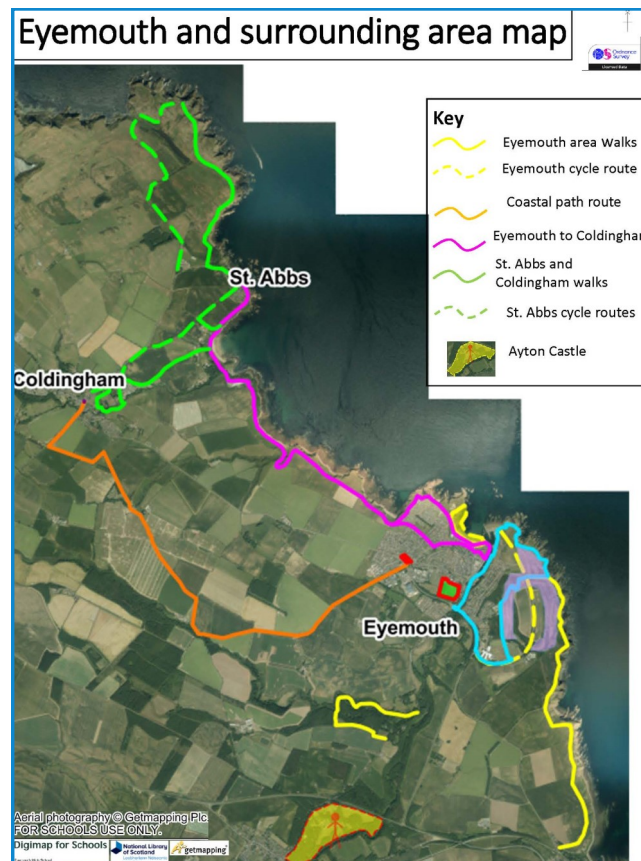 Eyemouth and surrounding area map
Ordnance
Survey
Licensed Data
Key
Eyemouth area Walks
Eyemouth cycle route
Coastal path route
Eyemouth to Coldingham
St. Abbs and
Coldingham walks
St. Abbs cycle routes
Ayton Castle
St. Abbs
Coldingham
Eyemouth
Aerial photography © Getmapping Plc
FOR SCHOOLS USE ONLY.
Digimap for Schools
National Library
of Scotland
getmapping